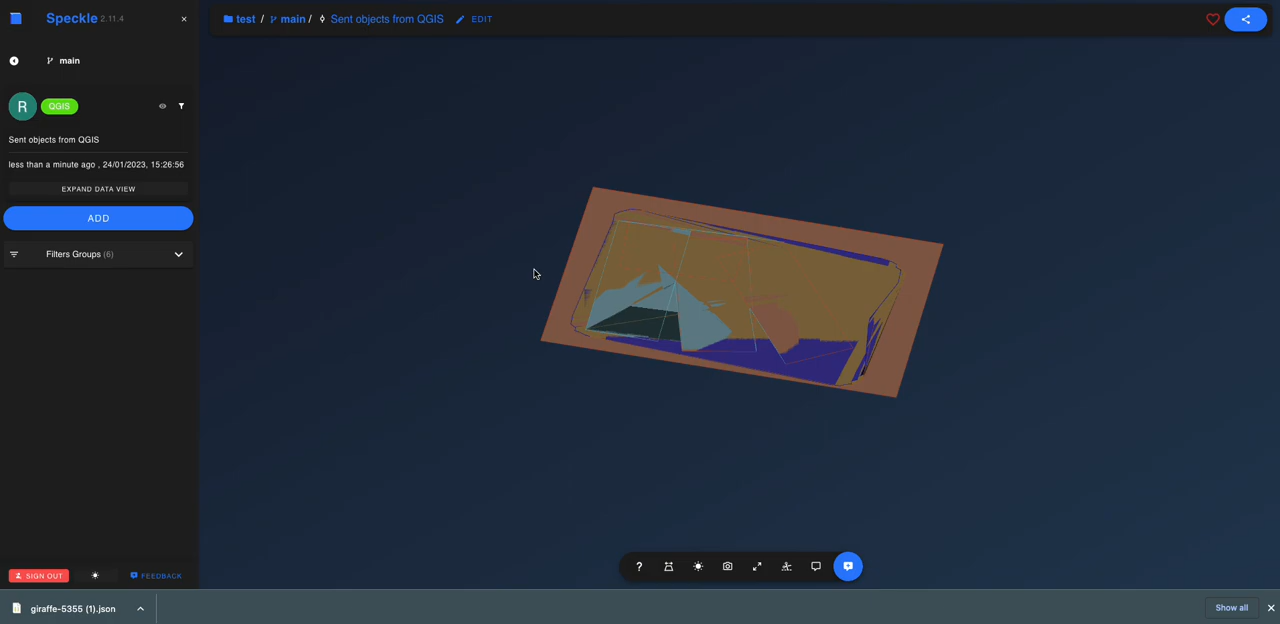 Speckle 2.11.4
test / main / Sent objects from QGIS EDIT
main
R QGIS
Sent objects from QGIS
less than a minute ago , 24/01/2023, 15:26:56
EXPAND DATA VIEW
ADD
Filters Groups (6)
?
SIGN OUT FEEDBACK
giraffe-5355 (1).json Show all